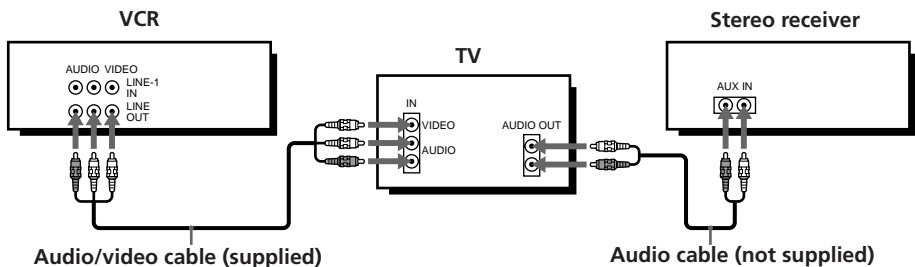 VCR
AUDIO VIDEO
LINE-1
IN
LINE
OUT
Audio/video cable (supplied)
TV
IN
VIDEO
AUDIO
AUDIO OUT
Stereo receiver
AUX IN
Audio cable (not supplied)